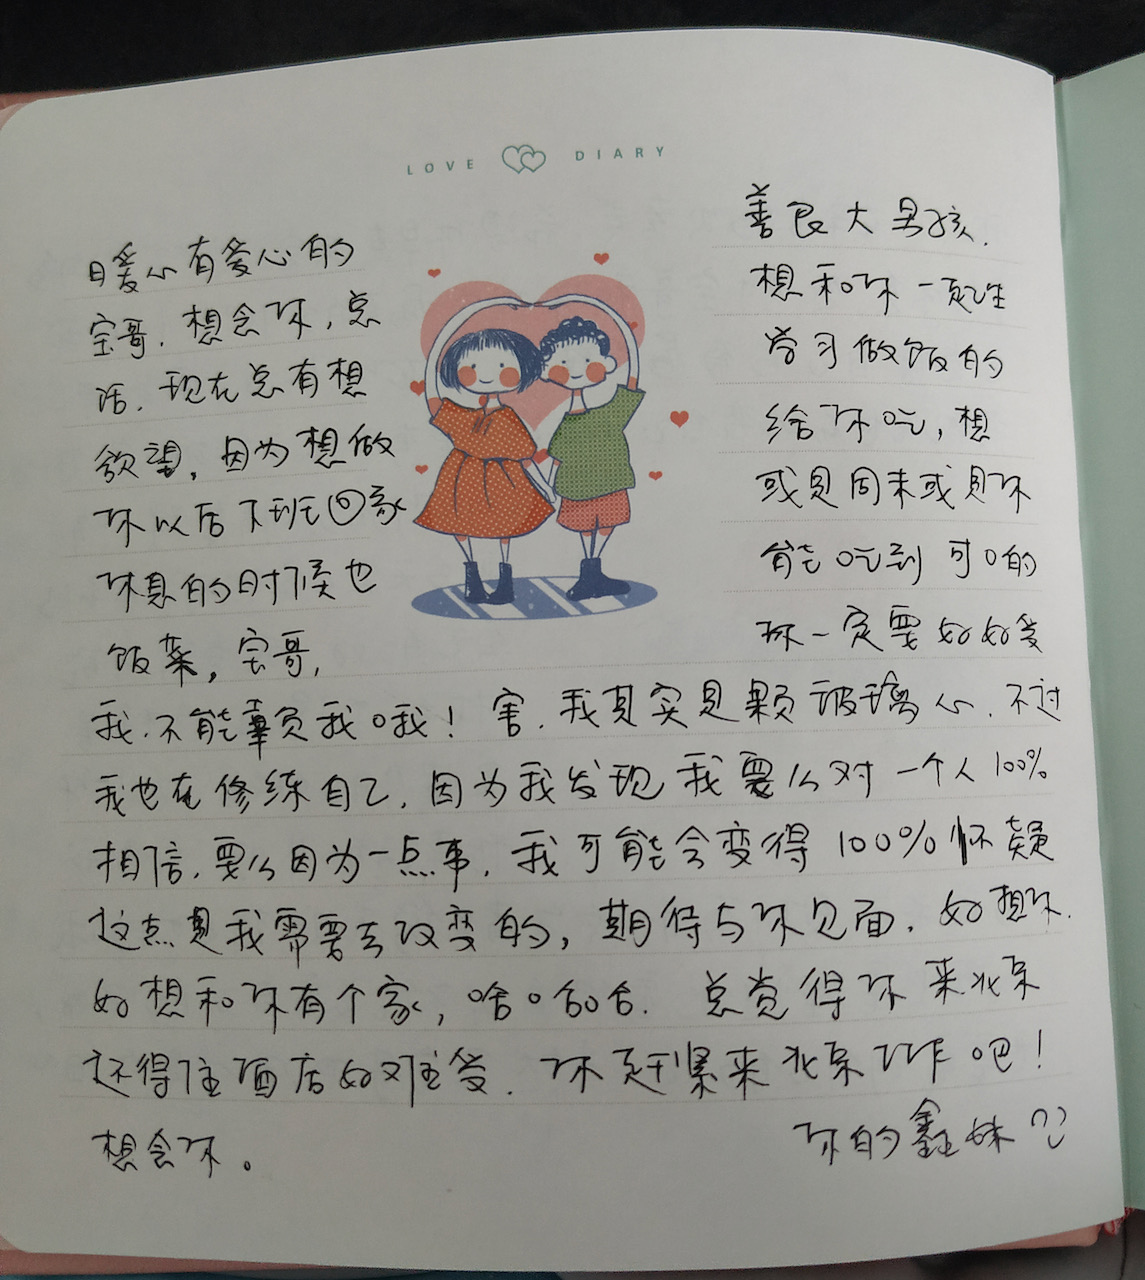 暖心有爱心的 善良大男孩.
宝哥. 想念你, 总 想和你一起生
活. 现在总有想 学习做饭的
欲望, 因为想做 给你吃, 想
你以后下班回家 或是周末或是你
休息的时候也 能吃到可口的
饭菜, 宝哥, 你一定要好好爱
我. 不能辜负我哦! 害. 我其实是颗玻璃心. 不过
我也在修练自己. 因为我发现我要么对一个人100%
相信. 要么因为一点事. 我可能会变得100%怀疑
这点是我需要去改变的, 期待与你见面. 好想你.
好想和你有个家, 哈哈哈. 总觉得你来北京
还得住酒店好难受. 你赶紧来北京工作吧!
想念你。 你的鑫妹
LOVE DIARY